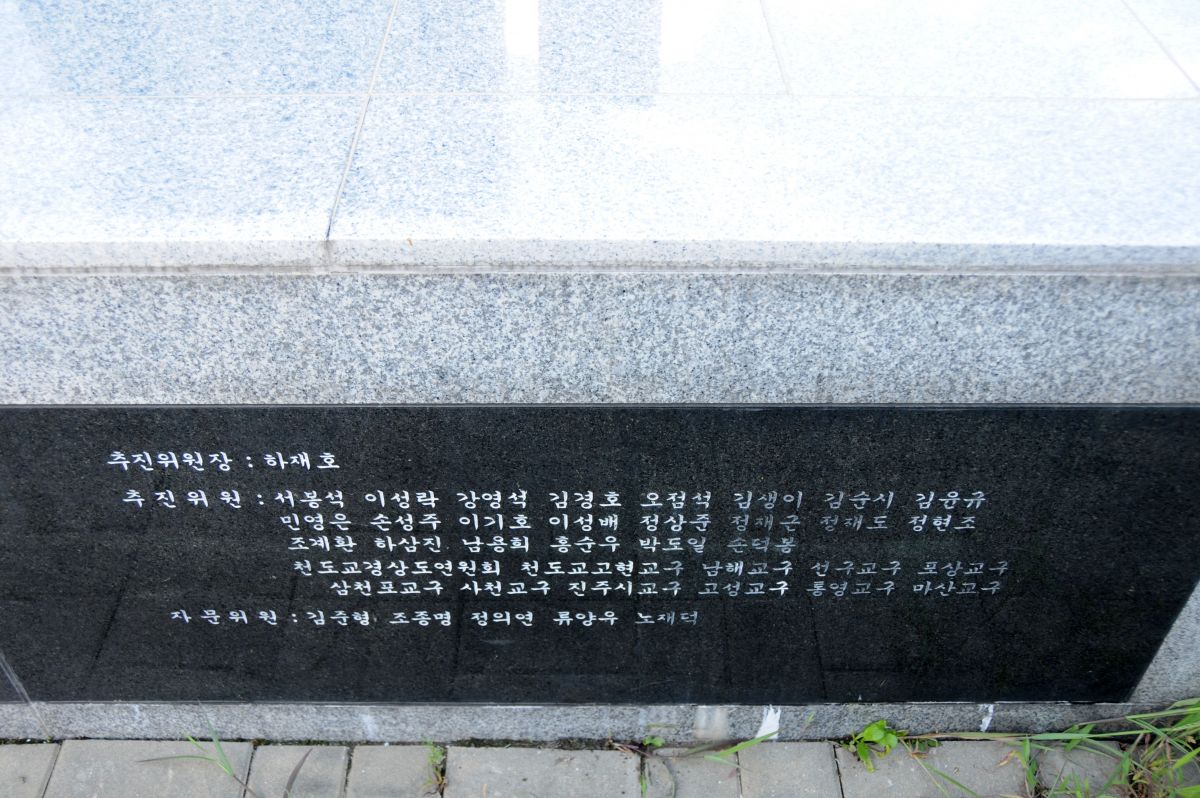 추진위원장 : 하재호
추진위원 : 서봉석 이성락 강영석 김경호 오점석 김생이 김순시 김윤규
민영은 손성주 이기호 이성배 정상준 정재근 정재도 정현조
조계환 하삼진 남용희 홍순우 박도일 손덕봉
천도교경상도연원회 천도교고현교구 남해교구 선구교구 포상교구
삼천포교구 사천교구 진주시교구 고성교구 통영교구 마산교구
자문위원 : 김준형 조종명 정의연 류양우 노재덕